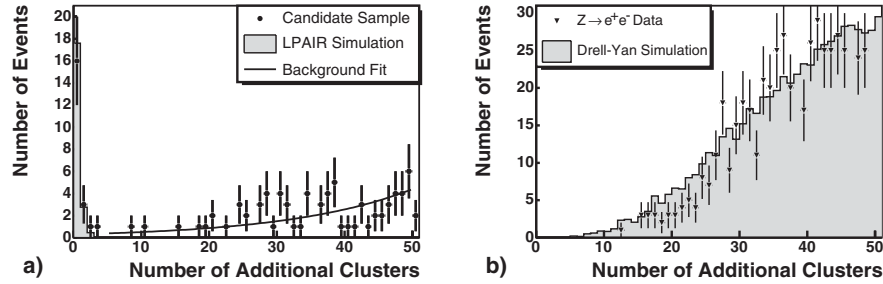 Number of Events
20
18
16
14
12
10
8
6
4
2
0
Candidate Sample
LPAIR Simulation
Background Fit
0 10 20 30 40 50
Number of Additional Clusters
a)
Number of Events
30
25
20
15
10
5
0
Z→e⁺e⁻ Data
Drell-Yan Simulation
0 10 20 30 40 50
Number of Additional Clusters
b)